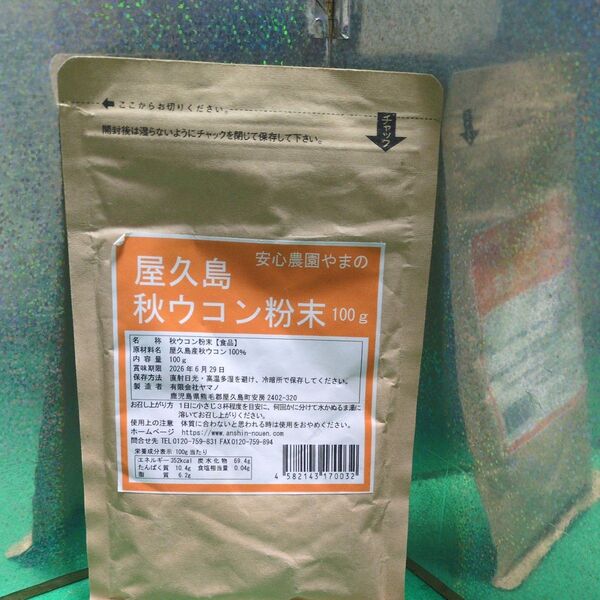 ここからお切りください。
開封後は湿らないようにチャックを閉じて保存して下さい。
チャック
安心農園やまの
屋久島
秋ウコン粉末 100g
名 称 秋ウコン粉末【食品】
原材料名 屋久島産秋ウコン100%
内 容 量 100g
賞味期限 2026年6月29日
保存方法 直射日光・高温多湿を避け、冷暗所で保存してください。
製 造 者 有限会社ヤマノ
鹿児島県熊毛郡屋久島町安房2402-320
お召し上がり方 1日に小さじ3杯程度を目安に、何回かに分けて水かぬるま湯に
溶いてお召し上がりください。
使用上の注意 体質に合わないと思われる時は使用をおやめください。
ホームページ https://www.anshin-nouen.com
問合せ先 TEL0120-759-831 FAX0120-759-894
栄養成分表示 100g当たり
エネルギー 352kcal 炭水化物 69.4g
たんぱく質 10.4g 食塩相当量 0.04g
脂 質 6.2g
4 582143 170032